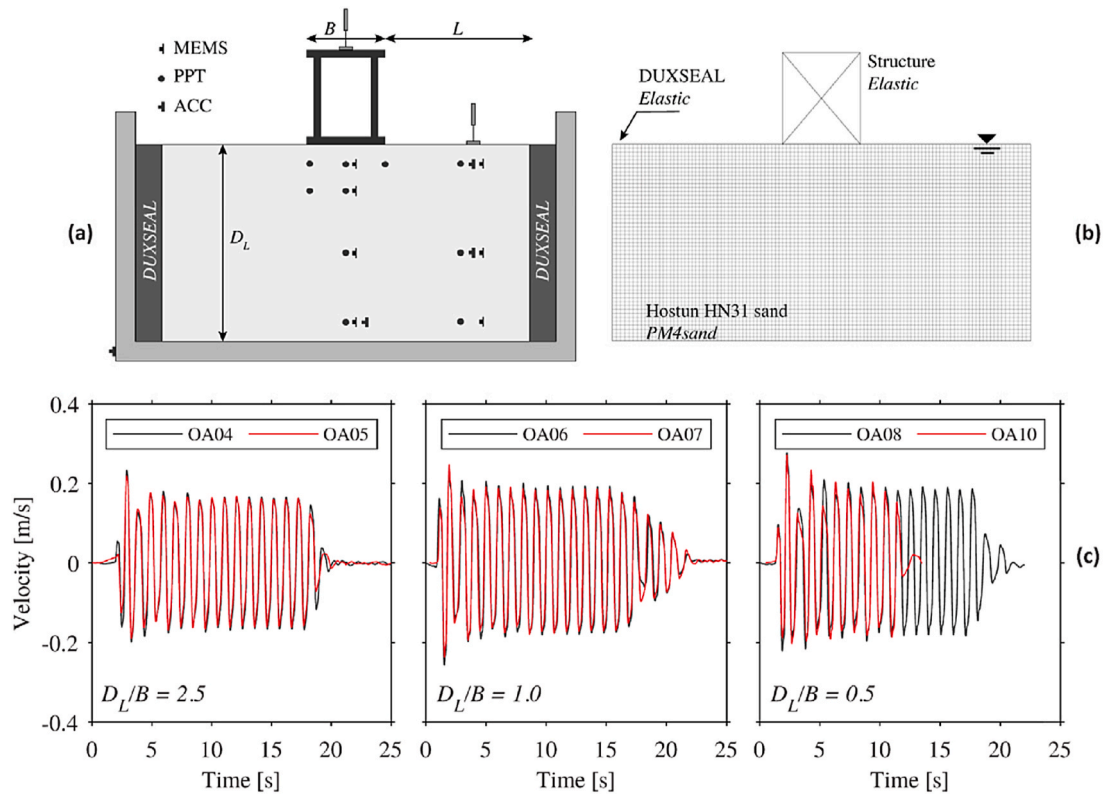 B
L
MEMS
PPT
ACC
DUXSEAL
D_L
DUXSEAL
(a)
DUXSEAL
Elastic
Structure
Elastic
Hostun HN31 sand
PM4sand
(b)
0.4
0.2
0
-0.2
-0.4
Velocity [m/s]
OA04 OA05
D_L/B = 2.5
0 5 10 15 20 25
Time [s]
OA06 OA07
D_L/B = 1.0
0 5 10 15 20 25
Time [s]
OA08 OA10
D_L/B = 0.5
0 5 10 15 20 25
Time [s]
(c)